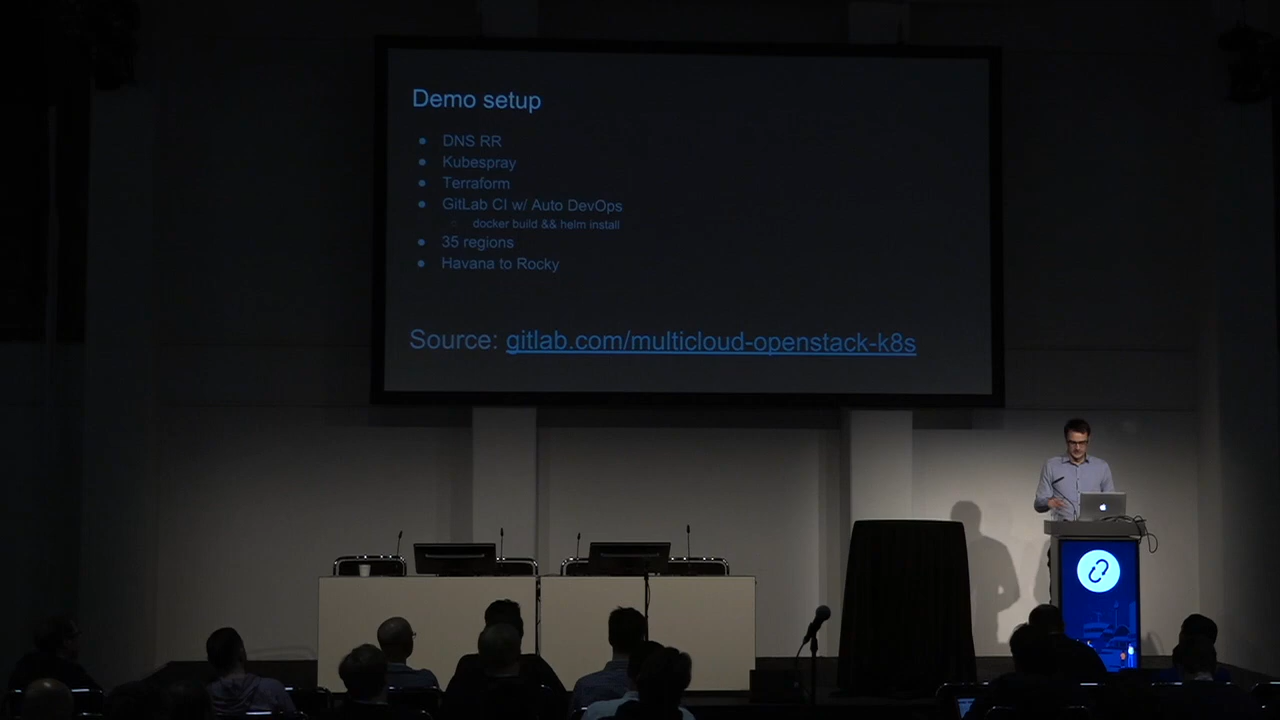 Demo setup
DNS RR
Kubespray
Terraform
GitLab CI w/ Auto DevOps
docker build && helm install
35 regions
Havana to Rocky
Source: gitlab.com/multicloud-openstack-k8s